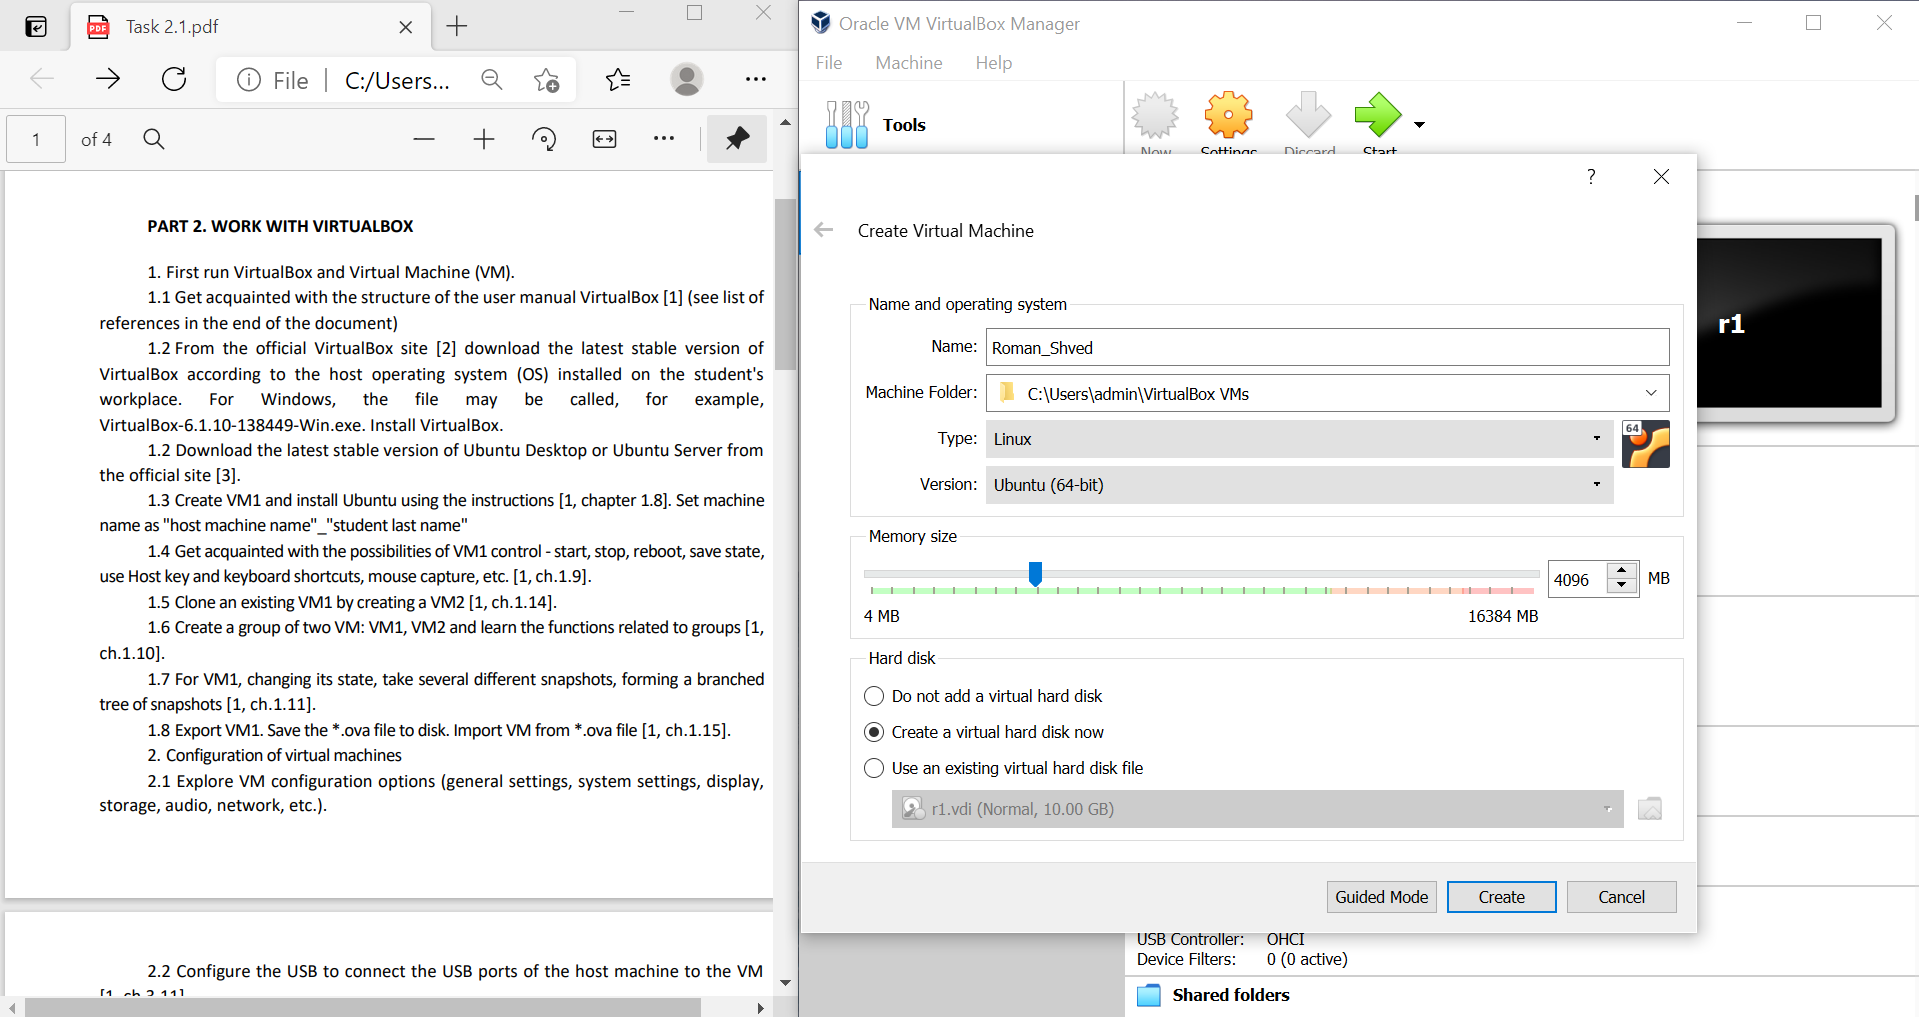 Task 2.1.pdf
File | C:/Users...
1 of 4
PART 2. WORK WITH VIRTUALBOX
1. First run VirtualBox and Virtual Machine (VM).
1.1 Get acquainted with the structure of the user manual VirtualBox [1] (see list of
references in the end of the document)
1.2 From the official VirtualBox site [2] download the latest stable version of
VirtualBox according to the host operating system (OS) installed on the student's
workplace. For Windows, the file may be called, for example,
VirtualBox-6.1.10-138449-Win.exe. Install VirtualBox.
1.2 Download the latest stable version of Ubuntu Desktop or Ubuntu Server from
the official site [3].
1.3 Create VM1 and install Ubuntu using the instructions [1, chapter 1.8]. Set machine
name as "host machine name"_"student last name"
1.4 Get acquainted with the possibilities of VM1 control - start, stop, reboot, save state,
use Host key and keyboard shortcuts, mouse capture, etc. [1, ch.1.9].
1.5 Clone an existing VM1 by creating a VM2 [1, ch.1.14].
1.6 Create a group of two VM: VM1, VM2 and learn the functions related to groups [1,
ch.1.10].
1.7 For VM1, changing its state, take several different snapshots, forming a branched
tree of snapshots [1, ch.1.11].
1.8 Export VM1. Save the *.ova file to disk. Import VM from *.ova file [1, ch.1.15].
2. Configuration of virtual machines
2.1 Explore VM configuration options (general settings, system settings, display,
storage, audio, network, etc.).
2.2 Configure the USB to connect the USB ports of the host machine to the VM
[1, ch.3.11]
Oracle VM VirtualBox Manager
File Machine Help
Tools
New Settings Discard Start
r1
Create Virtual Machine
Name and operating system
Name: Roman_Shved
Machine Folder: C:\Users\admin\VirtualBox VMs
Type: Linux
64
Version: Ubuntu (64-bit)
Memory size
4096 MB
4 MB 16384 MB
Hard disk
Do not add a virtual hard disk
Create a virtual hard disk now
Use an existing virtual hard disk file
r1.vdi (Normal, 10.00 GB)
Guided Mode Create Cancel
USB Controller: OHCI
Device Filters: 0 (0 active)
Shared folders